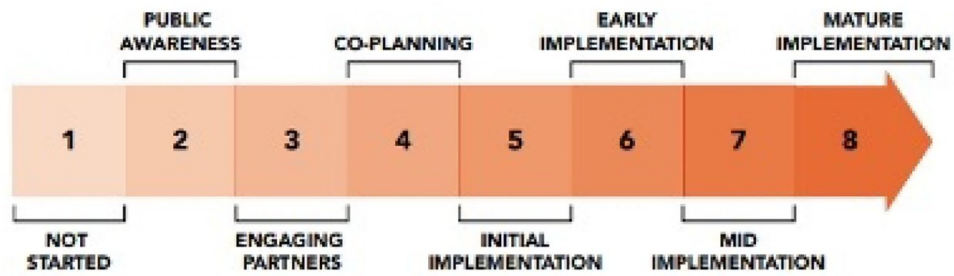 PUBLIC
AWARENESS
CO-PLANNING
EARLY
IMPLEMENTATION
MATURE
IMPLEMENTATION
1 2 3 4 5 6 7 8
NOT
STARTED
ENGAGING
PARTNERS
INITIAL
IMPLEMENTATION
MID
IMPLEMENTATION